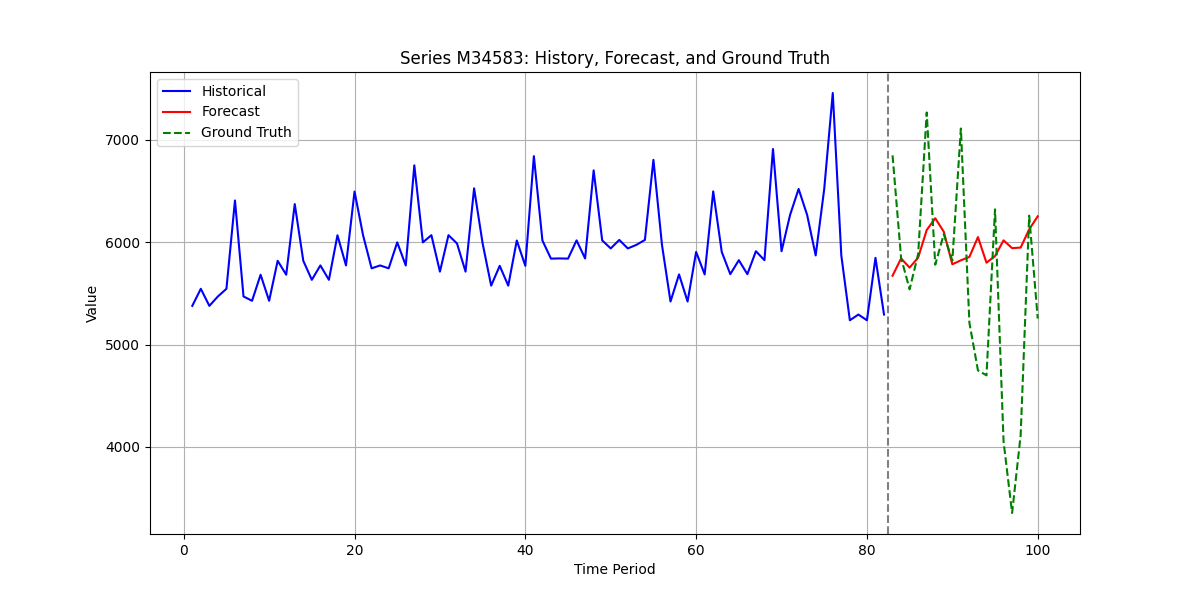 Series M34583: History, Forecast, and Ground Truth
Historical
Forecast
Ground Truth
7000
6000
5000
4000
Value
0 20 40 60 80 100
Time Period